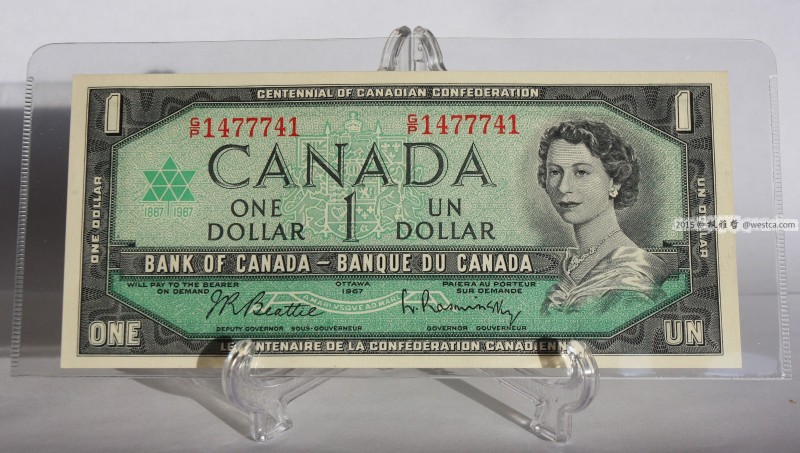 CENTENNIAL OF CANADIAN CONFEDERATION
1 1
G/P 1477741 G/P 1477741
CANADA
1867 1967
ONE DOLLAR 1 UN DOLLAR
ONE DOLLAR
UN DOLLAR
BANK OF CANADA – BANQUE DU CANADA
WILL PAY TO THE BEARER ON DEMAND
OTTAWA 1967
PAIERA AU PORTEUR SUR DEMANDE
J.R. Beattie L. Rasminsky
DEPUTY GOVERNOR SOUS-GOUVERNEUR GOVERNOR GOUVERNEUR
ONE UN
LE CENTENAIRE DE LA CONFÉDÉRATION CANADIENNE
2015 @westca.com